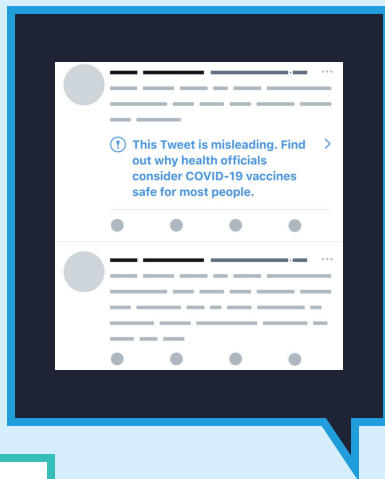 This Tweet is misleading. Find
out why health officials
consider COVID-19 vaccines
safe for most people.